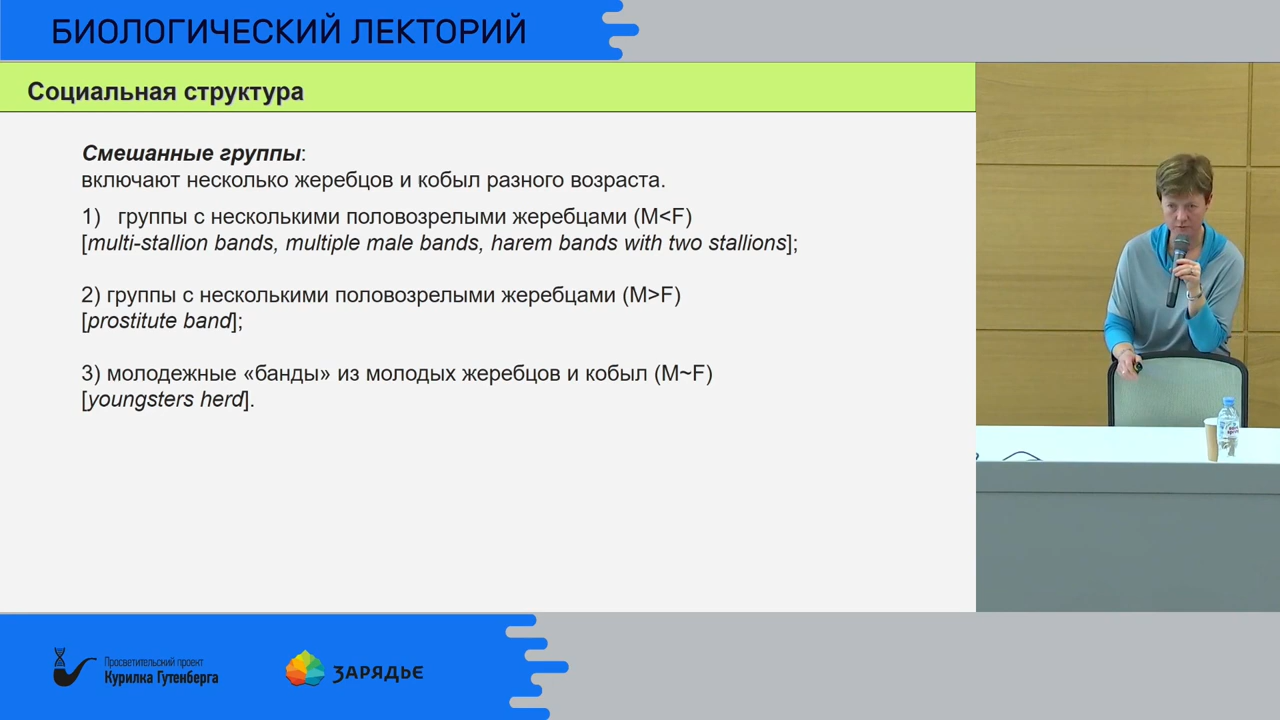 БИОЛОГИЧЕСКИЙ ЛЕКТОРИЙ
Социальная структура
Смешанные группы:
включают несколько жеребцов и кобыл разного возраста.
1) группы с несколькими половозрелыми жеребцами (M<F)
[multi-stallion bands, multiple male bands, harem bands with two stallions];
2) группы с несколькими половозрелыми жеребцами (M>F)
[prostitute band];
3) молодежные «банды» из молодых жеребцов и кобыл (M~F)
[youngsters herd].
Просветительский проект
Курилка Гутенберга
ЗАРЯДЬЕ